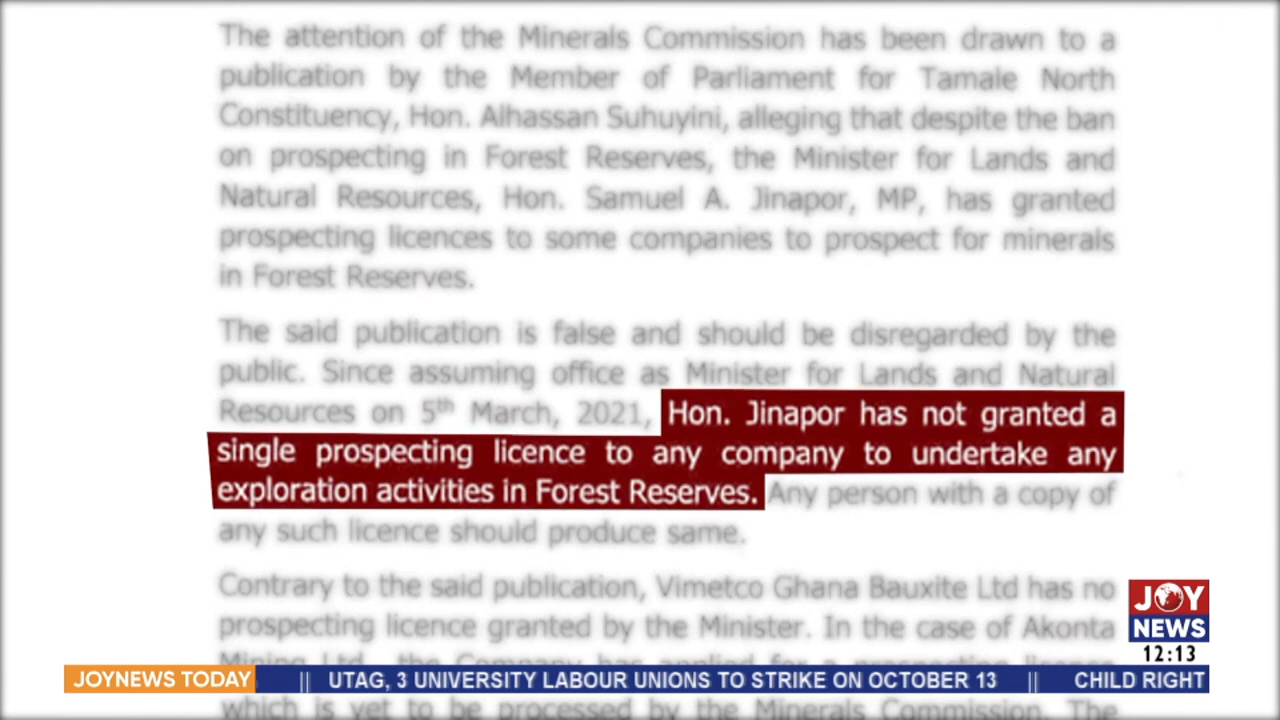 The attention of the Minerals Commission has been drawn to a
publication by the Member of Parliament for Tamale North
Constituency, Hon. Alhassan Suhuyini, alleging that despite the ban
on prospecting in Forest Reserves, the Minister for Lands and
Natural Resources, Hon. Samuel A. Jinapor, MP, has granted
prospecting licences to some companies to prospect for minerals
in Forest Reserves.
The said publication is false and should be disregarded by the
public. Since assuming office as Minister for Lands and Natural
Resources on 5th March, 2021, Hon. Jinapor has not granted a
single prospecting licence to any company to undertake any
exploration activities in Forest Reserves. Any person with a copy of
any such licence should produce same.
Contrary to the said publication, Vimetco Ghana Bauxite Ltd has no
prospecting licence granted by the Minister. In the case of Akonta
Mining Ltd, the Company has applied for a
which is yet to be processed by the Minerals Commission. The
JOY
NEWS
12:13
JOYNEWS TODAY || UTAG, 3 UNIVERSITY LABOUR UNIONS TO STRIKE ON OCTOBER 13 || CHILD RIGHT